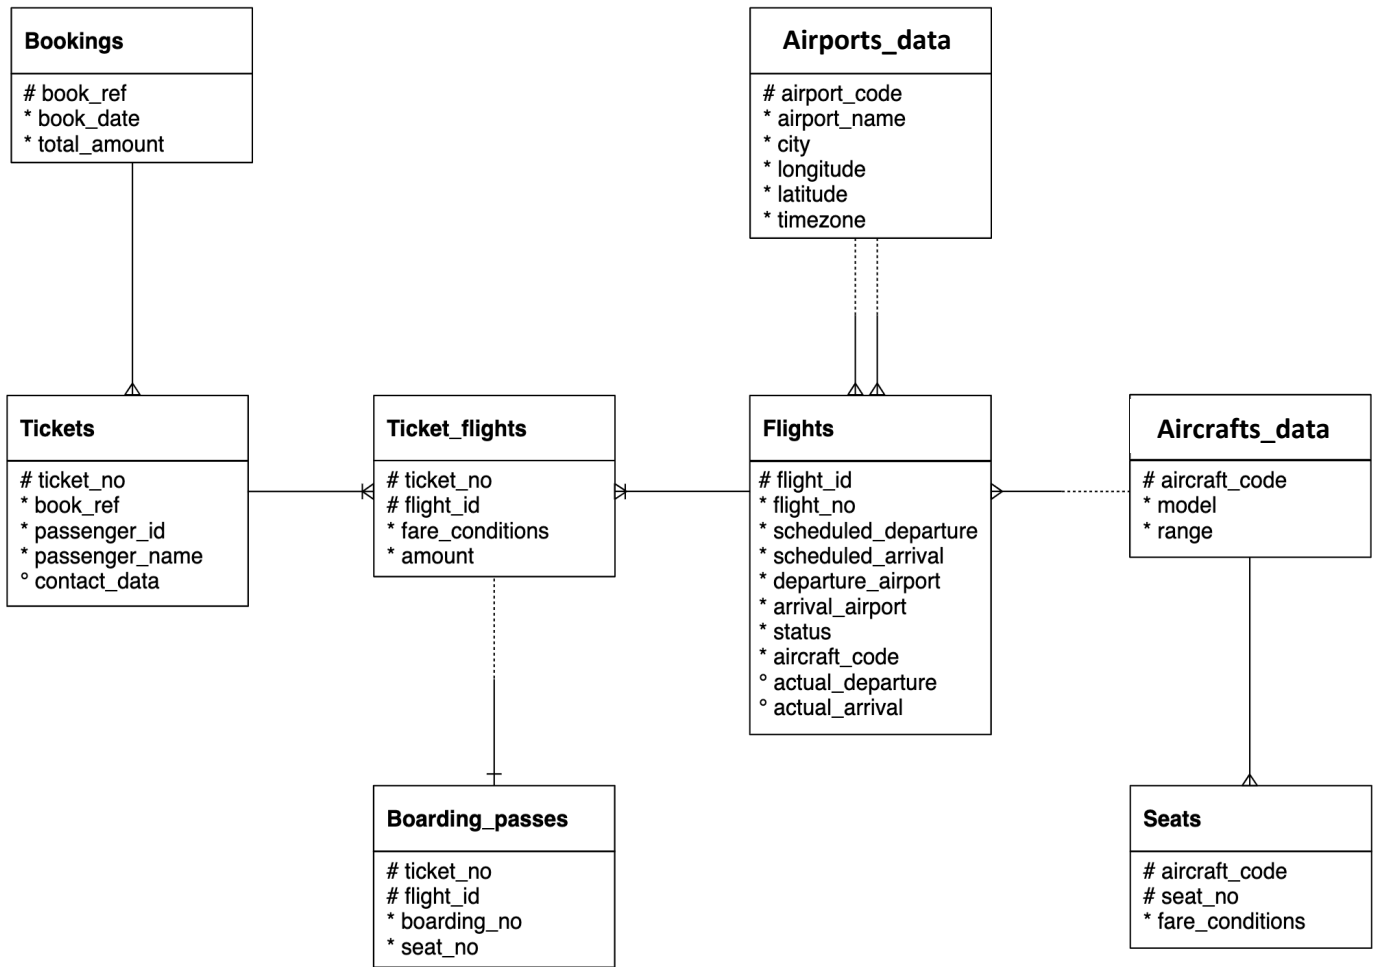 Bookings
# book_ref
* book_date
* total_amount
Airports_data
# airport_code
* airport_name
* city
* longitude
* latitude
* timezone
Tickets
# ticket_no
* book_ref
* passenger_id
* passenger_name
° contact_data
Ticket_flights
# ticket_no
# flight_id
* fare_conditions
* amount
Flights
# flight_id
* flight_no
* scheduled_departure
* scheduled_arrival
* departure_airport
* arrival_airport
* status
* aircraft_code
° actual_departure
° actual_arrival
Aircrafts_data
# aircraft_code
* model
* range
Boarding_passes
# ticket_no
# flight_id
* boarding_no
* seat_no
Seats
# aircraft_code
# seat_no
* fare_conditions